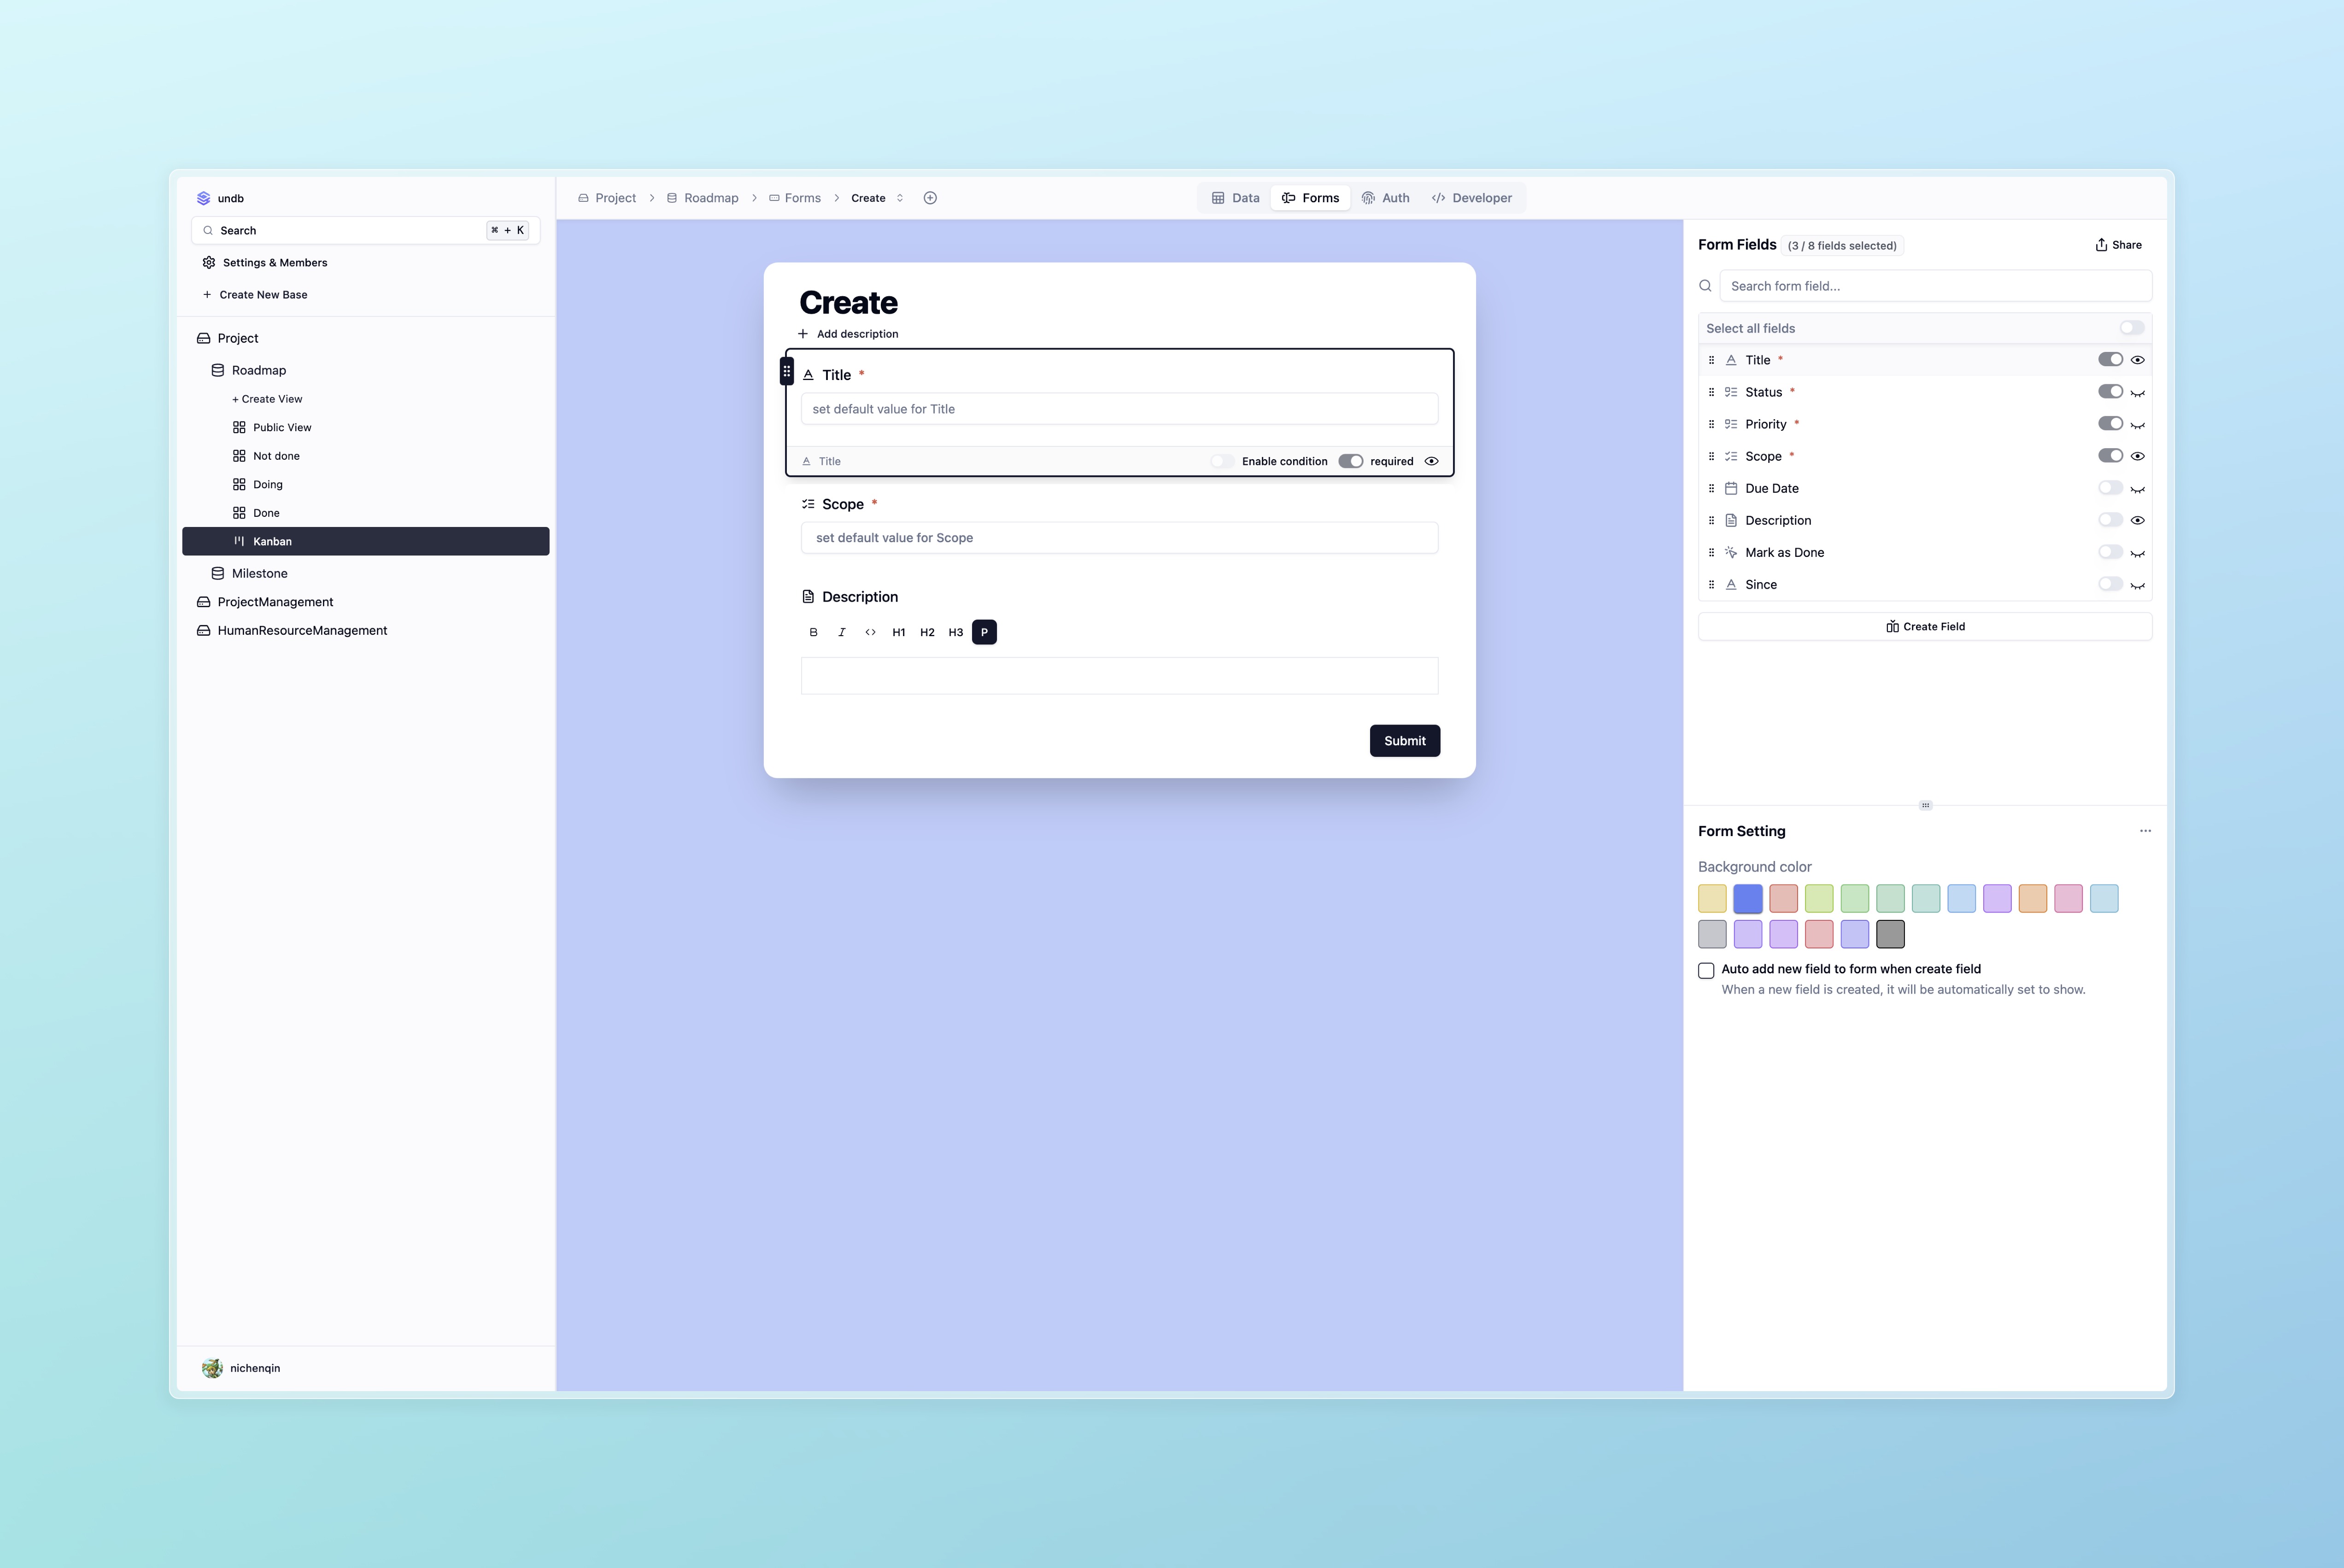 undb
Search
⌘ + K
Settings & Members
+ Create New Base
Project
Roadmap
+ Create View
Public View
Not done
Doing
Done
Kanban
Milestone
ProjectManagement
HumanResourceManagement
nichenqin
Project > Roadmap > Forms > Create
Data Forms Auth Developer
Create
+ Add description
Title *
set default value for Title
Title Enable condition required
Scope *
set default value for Scope
Description
B I <> H1 H2 H3 P
Submit
Form Fields (3 / 8 fields selected) Share
Search form field...
Select all fields
Title *
Status *
Priority *
Scope *
Due Date
Description
Mark as Done
Since
Create Field
Form Setting
Background color
Auto add new field to form when create field
When a new field is created, it will be automatically set to show.